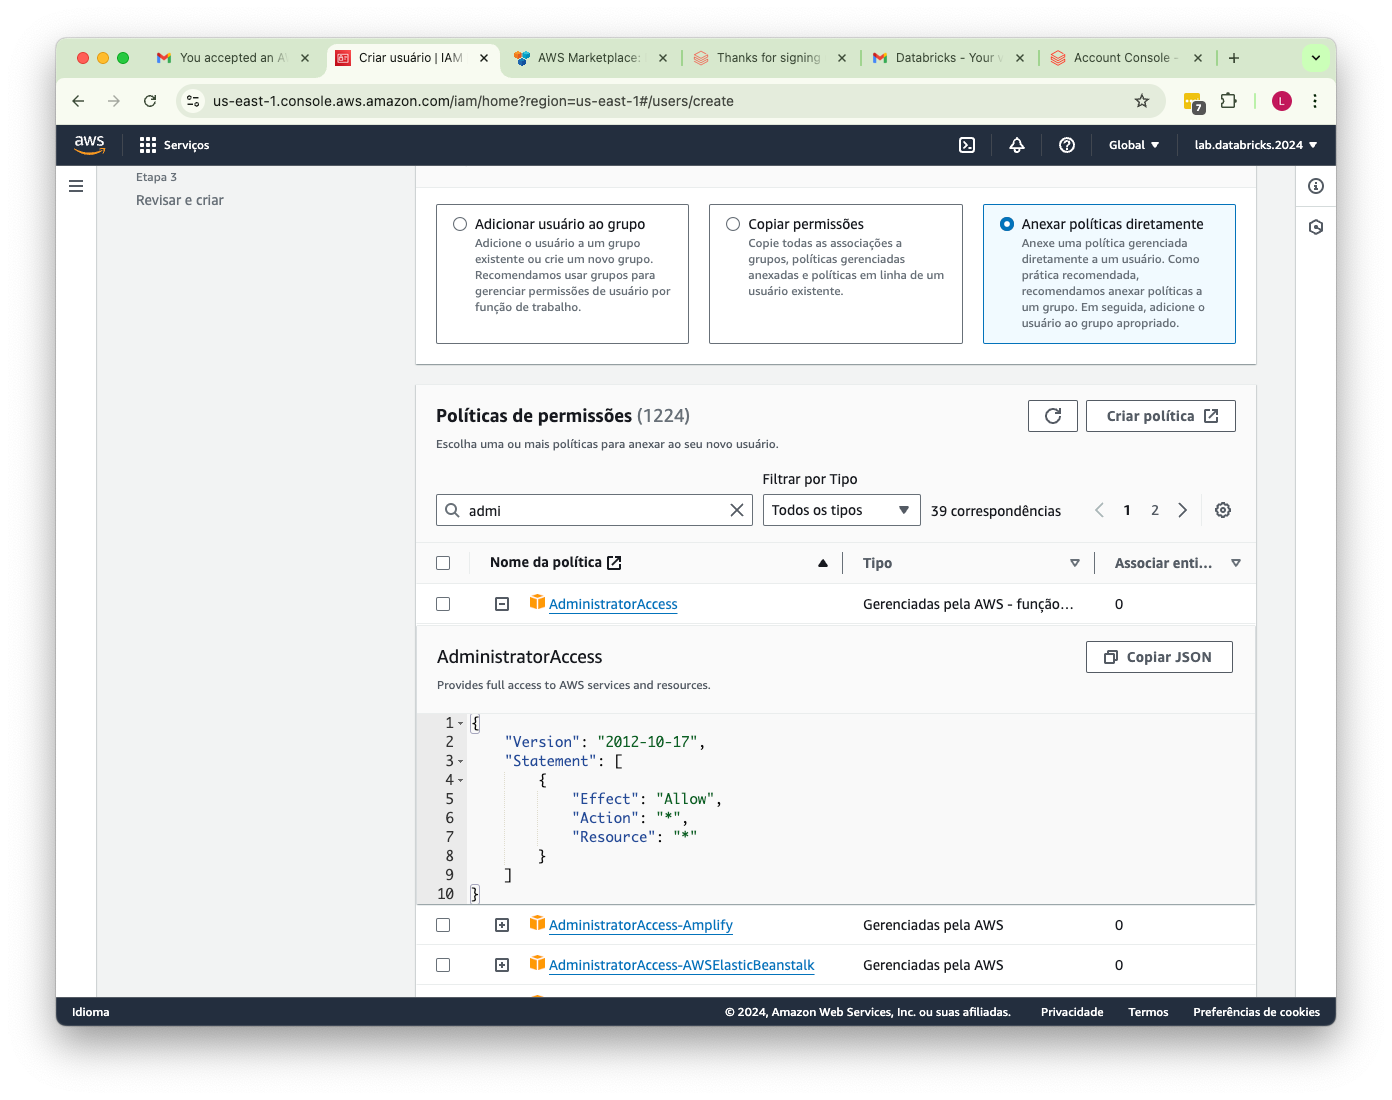 You accepted an A
Criar usuário | IAM
AWS Marketplace:
Thanks for signing
Databricks - Your v
Account Console -
us-east-1.console.aws.amazon.com/iam/home?region=us-east-1#/users/create
7
L
aws
Serviços
Global
lab.databricks.2024
Etapa 3
Revisar e criar
Adicionar usuário ao grupo
Adicione o usuário a um grupo
existente ou crie um novo grupo.
Recomendamos usar grupos para
gerenciar permissões de usuário por
função de trabalho.
Copiar permissões
Copie todas as associações a
grupos, políticas gerenciadas
anexadas e políticas em linha de um
usuário existente.
Anexar políticas diretamente
Anexe uma política gerenciada
diretamente a um usuário. Como
prática recomendada,
recomendamos anexar políticas a
um grupo. Em seguida, adicione o
usuário ao grupo apropriado.
Políticas de permissões (1224)
Criar política
Escolha uma ou mais políticas para anexar ao seu novo usuário.
Filtrar por Tipo
admi
Todos os tipos
39 correspondências
1 2
Nome da política
Tipo
Associar enti...
AdministratorAccess
Gerenciadas pela AWS - função...
0
AdministratorAccess
Copiar JSON
Provides full access to AWS services and resources.
1 {
2 "Version": "2012-10-17",
3 "Statement": [
4 {
5 "Effect": "Allow",
6 "Action": "*",
7 "Resource": "*"
8 }
9 ]
10 }
AdministratorAccess-Amplify
Gerenciadas pela AWS
0
AdministratorAccess-AWSElasticBeanstalk
Gerenciadas pela AWS
0
Idioma
© 2024, Amazon Web Services, Inc. ou suas afiliadas.
Privacidade
Termos
Preferências de cookies